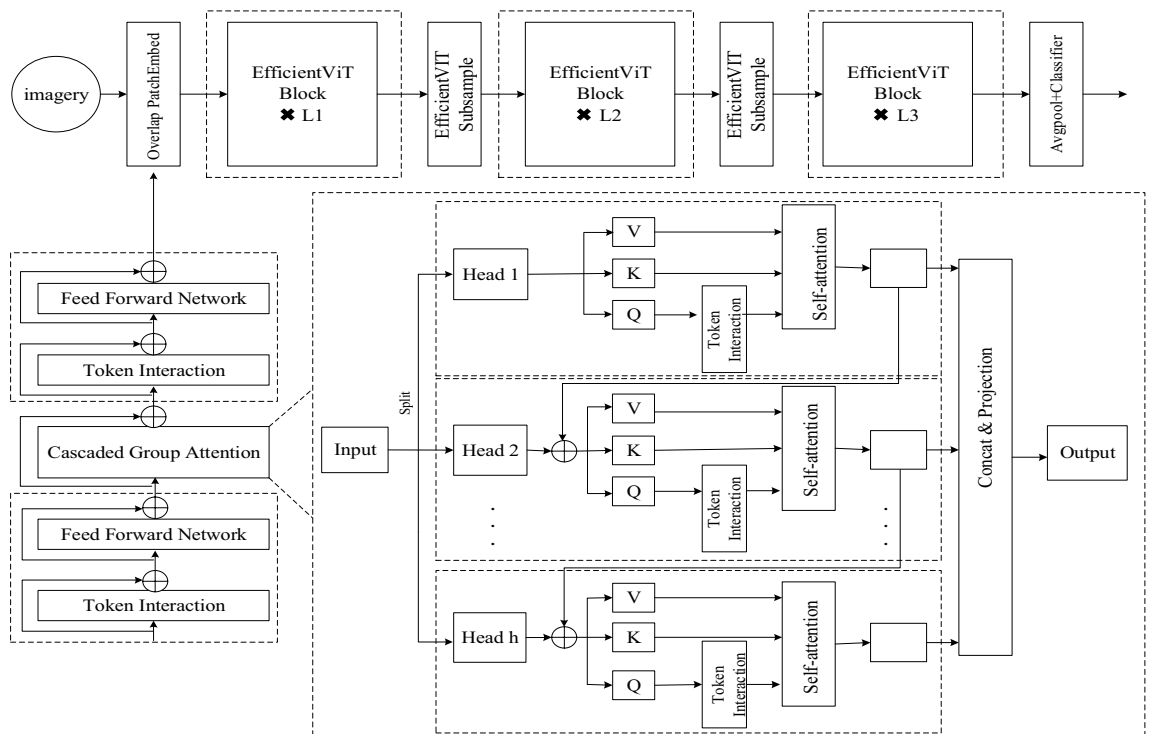 imagery
Overlap PatchEmbed
EfficientViT
Block
✖ L1
EfficientVIT
Subsample
EfficientViT
Block
✖ L2
EfficientVIT
Subsample
EfficientViT
Block
✖ L3
Avgpool+Classifier
Feed Forward Network
Token Interaction
Cascaded Group Attention
Feed Forward Network
Token Interaction
Input
Split
Head 1
V
K
Q
Token
Interaction
Self-attention
Head 2
V
K
Q
Token
Interaction
Self-attention
Head h
V
K
Q
Token
Interaction
Self-attention
Concat & Projection
Output